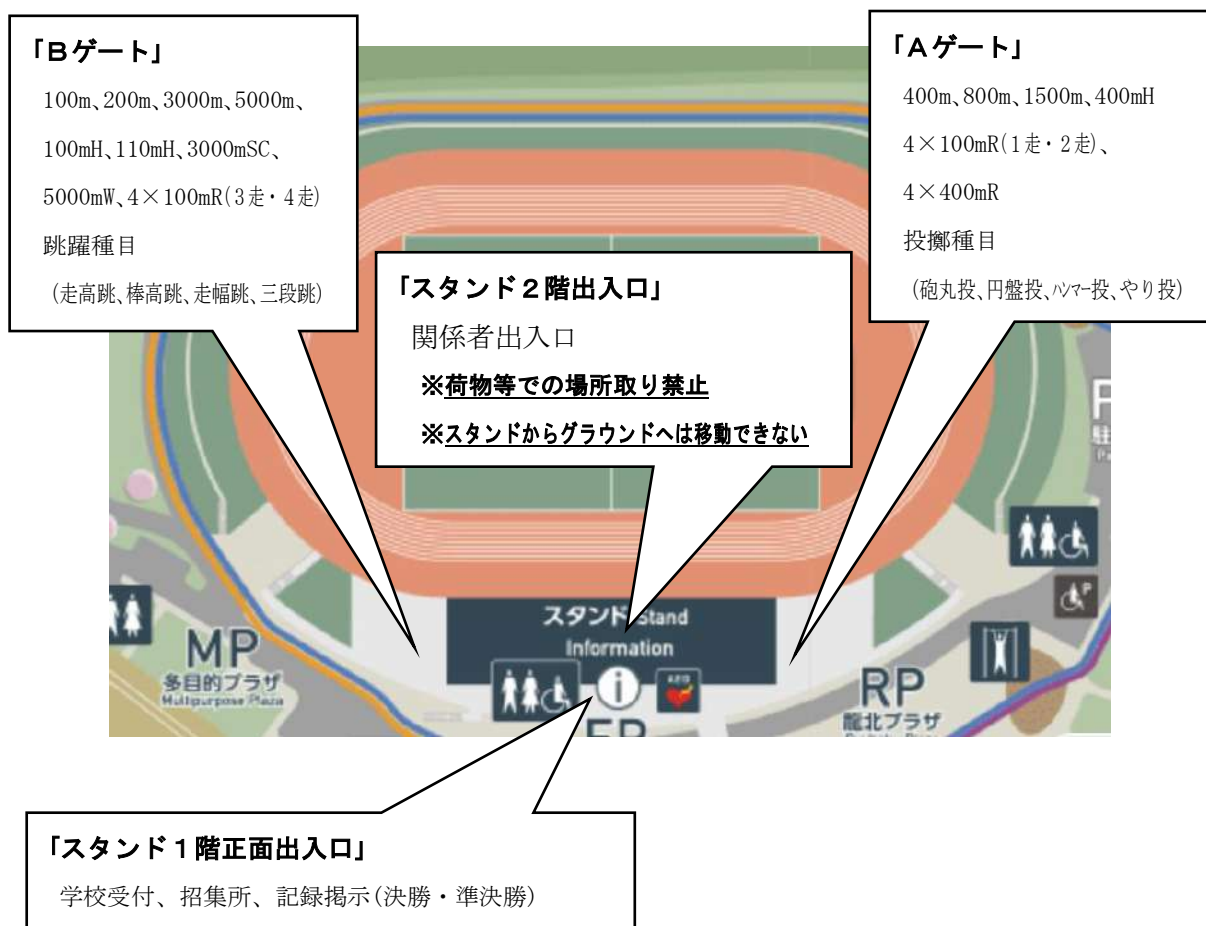 「Bゲート」
100m、200m、3000m、5000m、
100mH、110mH、3000mSC、
5000mW、4×100mR(3走・4走)
跳躍種目
(走高跳、棒高跳、走幅跳、三段跳)
「Aゲート」
400m、800m、1500m、400mH
4×100mR(1走・2走)、
4×400mR
投擲種目
(砲丸投、円盤投、ハンマー投、やり投)
「スタンド2階出入口」
関係者出入口
※荷物等での場所取り禁止
※スタンドからグラウンドへは移動できない
スタンド Stand
Information
i
AED
MP
多目的プラザ
Multipurpose Plaza
RP
龍北プラザ
P
「スタンド1階正面出入口」
学校受付、招集所、記録掲示(決勝・準決勝)